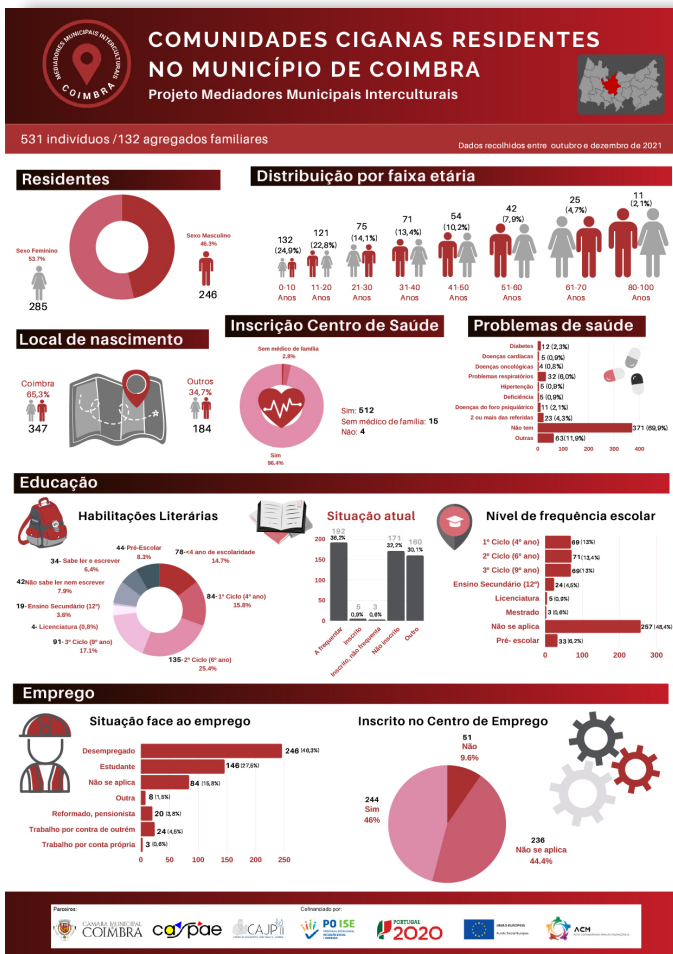 MEDIADORES MUNICIPAIS INTERCULTURAIS
COIMBRA
COMUNIDADES CIGANAS RESIDENTES
NO MUNICÍPIO DE COIMBRA
Projeto Mediadores Municipais Interculturais
531 indivíduos /132 agregados familiares
Dados recolhidos entre outubro e dezembro de 2021
Residentes
Sexo Feminino
53.7%
285
Sexo Masculino
46.3%
246
Distribuição por faixa etária
132
(24,9%)
0-10
Anos
121
(22,8%)
11-20
Anos
75
(14,1%)
21-30
Anos
71
(13,4%)
31-40
Anos
54
(10,2%)
41-50
Anos
42
(7,9%)
51-60
Anos
25
(4,7%)
61-70
Anos
11
(2,1%)
80-100
Anos
Local de nascimento
Coimbra
65,3%
347
Outros
34,7%
184
Inscrição Centro de Saúde
Sem médico de família
2.8%
Sim
96.4%
Sim: 512
Sem médico de família: 15
Não: 4
Problemas de saúde
Diabetes 12 (2,3%)
Doenças cardíacas 5 (0,9%)
Doenças oncológicas 4 (0,8%)
Problemas respiratórios 32 (6,0%)
Hipertenção 5 (0,9%)
Deficiência 5 (0,9%)
Doenças do foro psiquiátrico 11 (2,1%)
2 ou mais das referidas 23 (4,3%)
Não tem 371 (69,9%)
Outras 63(11,9%)
0 100 200 300 400
Educação
Habilitações Literárias
44-Pré-Escolar
8.3%
78-<4 ano de escolaridade
14.7%
34- Sabe ler e escrever
6.4%
42Não sabe ler nem escrever
7.9%
84-1º Ciclo (4º ano)
15.8%
19- Ensino Secundário (12º)
3.6%
4- Licenciatura (0,8%)
91-3º Ciclo (9º ano)
17.1%
135-2º Ciclo (6º ano)
25.4%
Situação atual
200
150
100
50
0
192
36,2%
A frequentar
5
0,9%
Inscrito
3
0,6%
Inscrito, não frequenta
171
32,2%
Não inscrito
160
30,1%
Outro
Nível de frequência escolar
1º Ciclo (4º ano) 69 (13%)
2º Ciclo (6º ano) 71 (13,4%)
3º Ciclo (9º ano) 69(13%)
Ensino Secundário (12º) 24 (4,5%)
Licenciatura 5 (0,9%)
Mestrado 3 (0,6%)
Não se aplica 257 (48,4%)
Pré- escolar 33(6,2%)
0 100 200 300
Emprego
Situação face ao emprego
Desempregado 246 (46,3%)
Estudante 146 (27,5%)
Não se aplica 84 (15,8%)
Outra 8 (1,5%)
Reformado, pensionista 20 (3,8%)
Trabalho por contra de outrém 24 (4,5%)
Trabalho por conta própria 3 (0,6%)
0 50 100 150 200 250
Inscrito no Centro de Emprego
51
Não
9.6%
244
Sim
46%
236
Não se aplica
44.4%
Parceiros:
CÂMARA MUNICIPAL
COIMBRA
caspae
CAJP
Cofinanciado por:
PO ISE
PORTUGAL
2020
UNIÃO EUROPEIA
Fundo Social Europeu
ACM